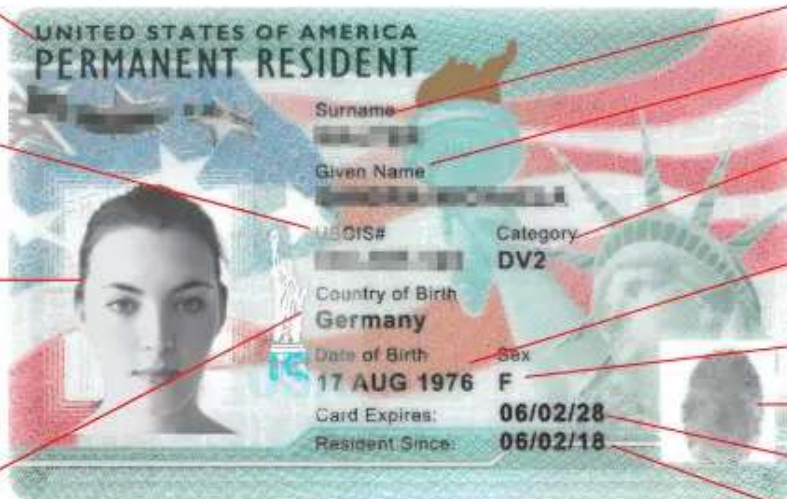 UNITED STATES OF AMERICA
PERMANENT RESIDENT
Surname
Given Name
USCIS# Category
DV2
Country of Birth
Germany
Date of Birth Sex
17 AUG 1976 F
Card Expires: 06/02/28
Resident Since: 06/02/18
US